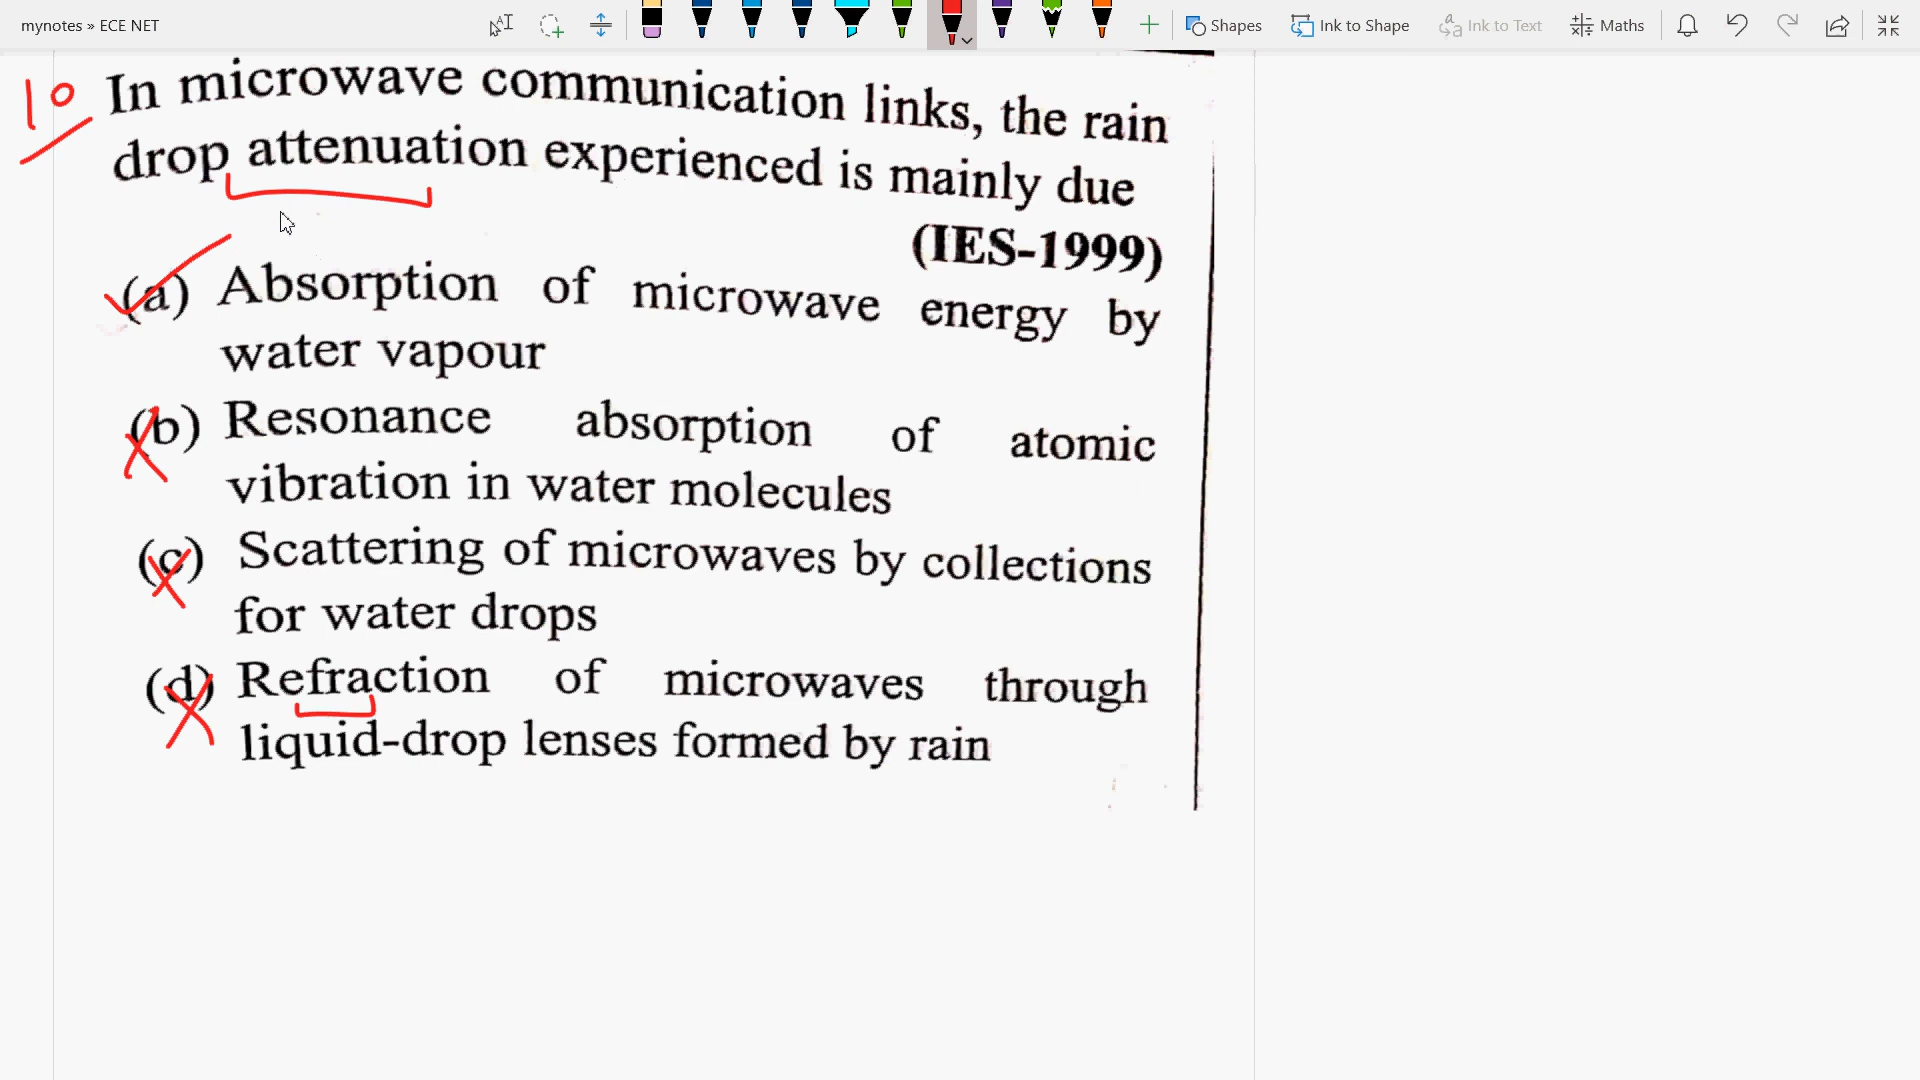 mynotes » ECE NET
Shapes
Ink to Shape
Ink to Text
Maths
10 In microwave communication links, the rain
drop attenuation experienced is mainly due
(IES-1999)
(a) Absorption of microwave energy by
water vapour
(b) Resonance absorption of atomic
vibration in water molecules
(c) Scattering of microwaves by collections
for water drops
(d) Refraction of microwaves through
liquid-drop lenses formed by rain